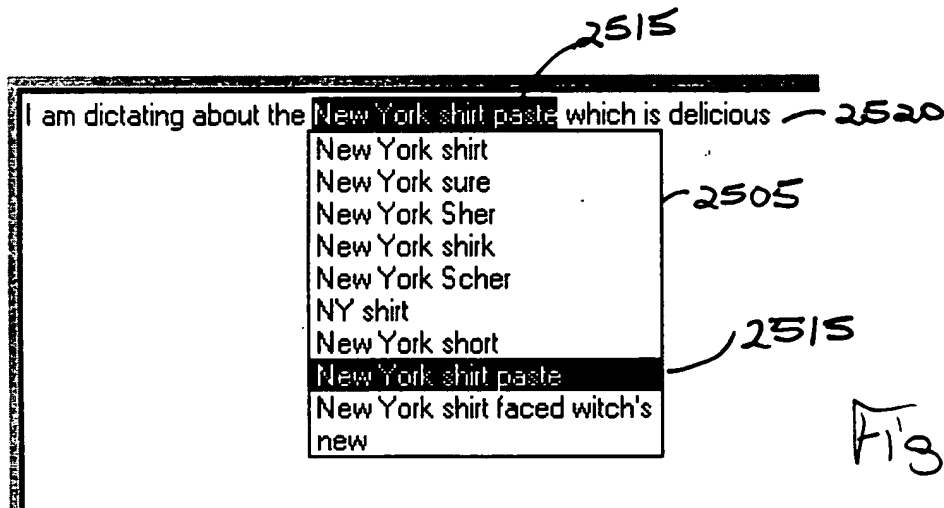 2515
I am dictating about the New York shirt paste which is delicious 2520
New York shirt
New York sure
2505
New York Sher
New York shirk
New York Scher
NY shirt
New York short
2515
New York shirt paste
New York shirt faced witch's
new
Fig